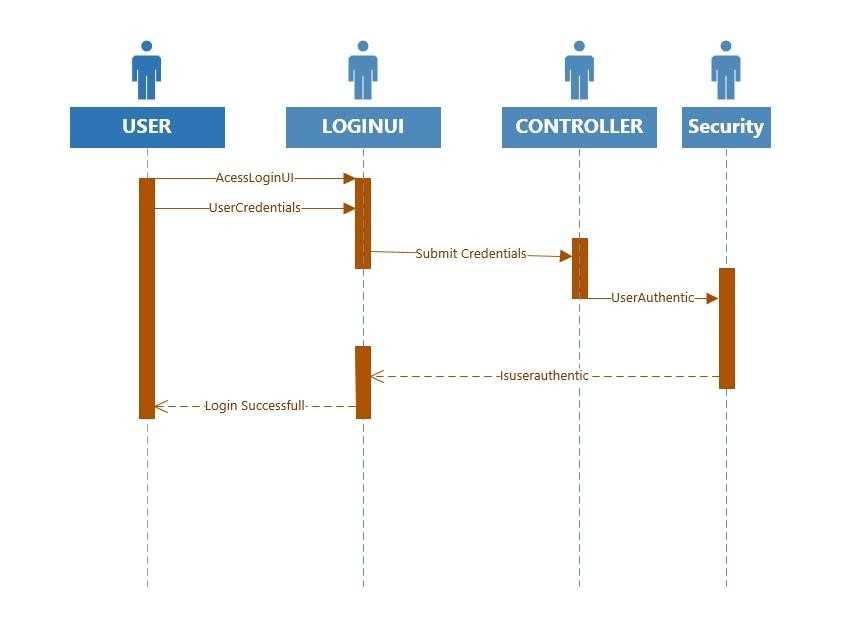 USER
LOGINUI
CONTROLLER
Security
AcessLoginUI
UserCredentials
Submit Credentials
UserAuthentic
Isuserauthentic
Login Successfull